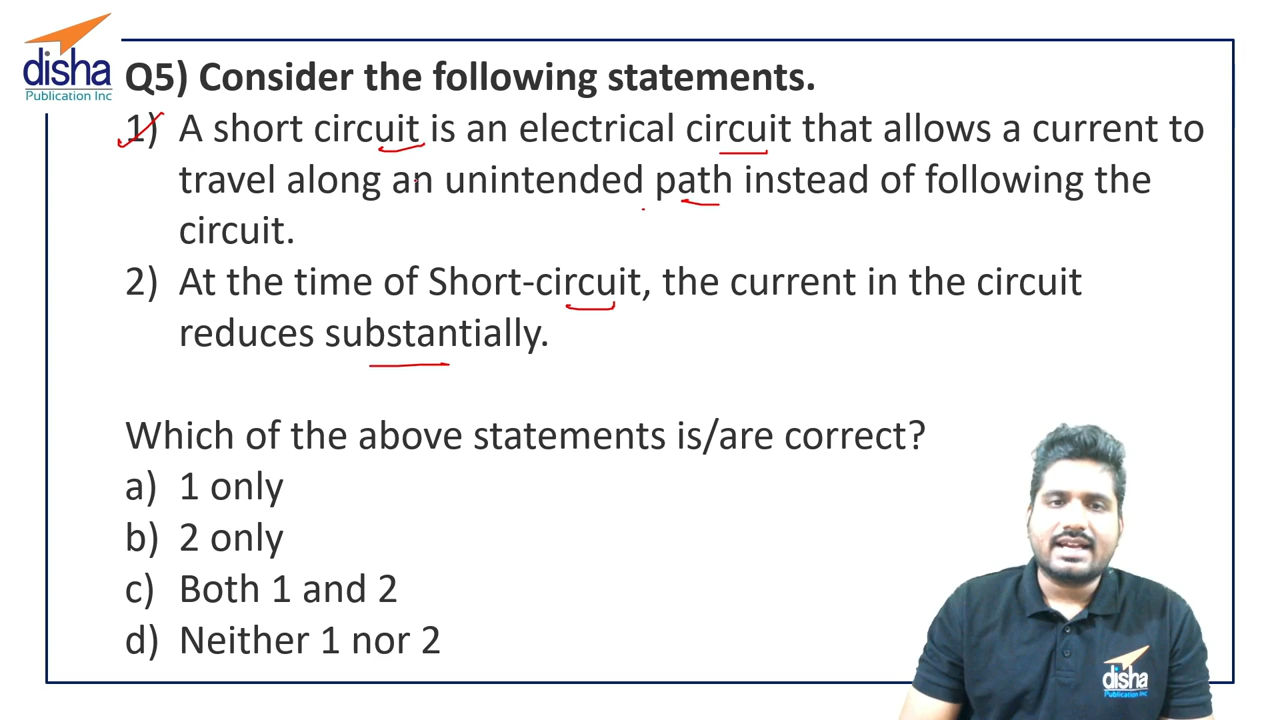 disha
Publication Inc
Q5) Consider the following statements.
1) A short circuit is an electrical circuit that allows a current to
travel along an unintended path instead of following the
circuit.
2) At the time of Short-circuit, the current in the circuit
reduces substantially.
Which of the above statements is/are correct?
a) 1 only
b) 2 only
c) Both 1 and 2
d) Neither 1 nor 2
disha
Publication Inc